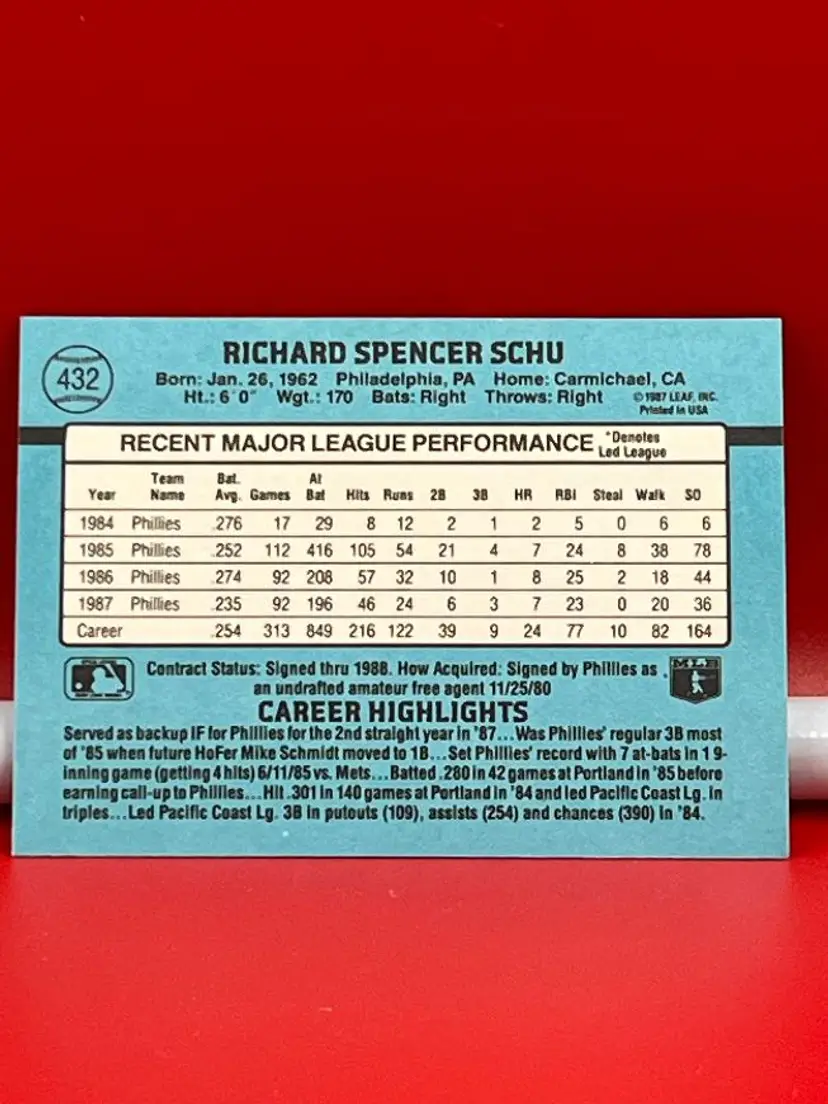 432
RICHARD SPENCER SCHU
Born: Jan. 26, 1962 Philadelphia, PA Home: Carmichael, CA
Ht.: 6'0" Wgt.: 170 Bats: Right Throws: Right
© 1987 LEAF, INC.
Printed in USA
RECENT MAJOR LEAGUE PERFORMANCE
*Denotes
Led League
Year Team Name Bat. Avg. Games At Bat Hits Runs 2B 3B HR RBI Steal Walk SO
1984 Phillies .276 17 29 8 12 2 1 2 5 0 6 6
1985 Phillies .252 112 416 105 54 21 4 7 24 8 38 78
1986 Phillies .274 92 208 57 32 10 1 8 25 2 18 44
1987 Phillies .235 92 196 46 24 6 3 7 23 0 20 36
Career .254 313 849 216 122 39 9 24 77 10 82 164
Contract Status: Signed thru 1988. How Acquired: Signed by Phillies as
an undrafted amateur free agent 11/25/80
MLB
CAREER HIGHLIGHTS
Served as backup IF for Phillies for the 2nd straight year in '87...Was Phillies' regular 3B most
of '85 when future HoFer Mike Schmidt moved to 1B...Set Phillies' record with 7 at-bats in 1 9-
inning game (getting 4 hits) 6/11/85 vs. Mets...Batted .280 in 42 games at Portland in '85 before
earning call-up to Phillies...Hit .301 in 140 games at Portland in '84 and led Pacific Coast Lg. in
triples...Led Pacific Coast Lg. 3B in putouts (109), assists (254) and chances (390) in '84.